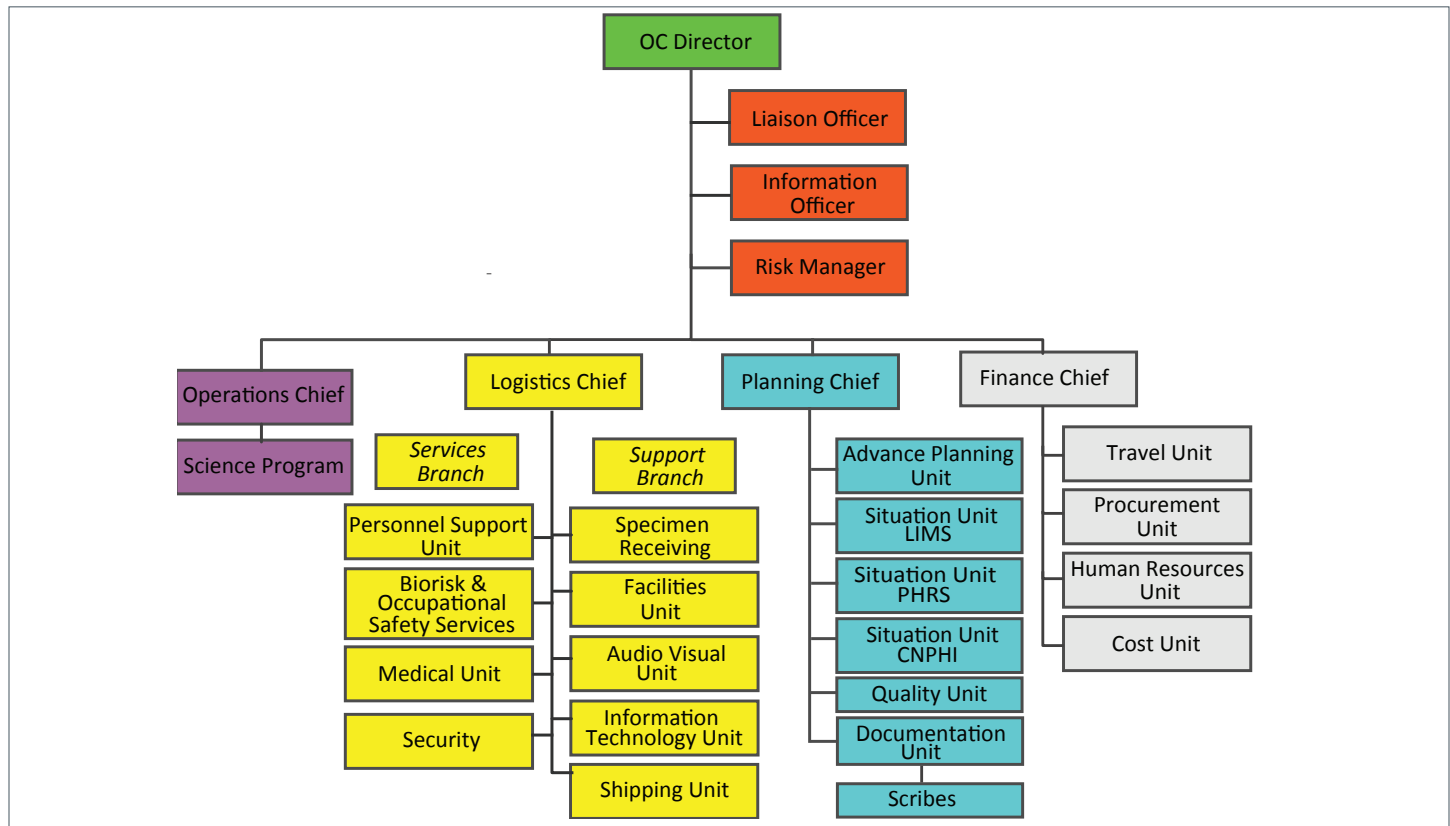 OC Director
Liaison Officer
Information
Officer
Risk Manager
Operations Chief
Science Program
Logistics Chief
Services
Branch
Support
Branch
Personnel Support
Unit
Biorisk &
Occupational
Safety Services
Medical Unit
Security
Specimen
Receiving
Facilities
Unit
Audio Visual
Unit
Information
Technology Unit
Shipping Unit
Planning Chief
Advance Planning
Unit
Situation Unit
LIMS
Situation Unit
PHRS
Situation Unit
CNPHI
Quality Unit
Documentation
Unit
Scribes
Finance Chief
Travel Unit
Procurement
Unit
Human Resources
Unit
Cost Unit